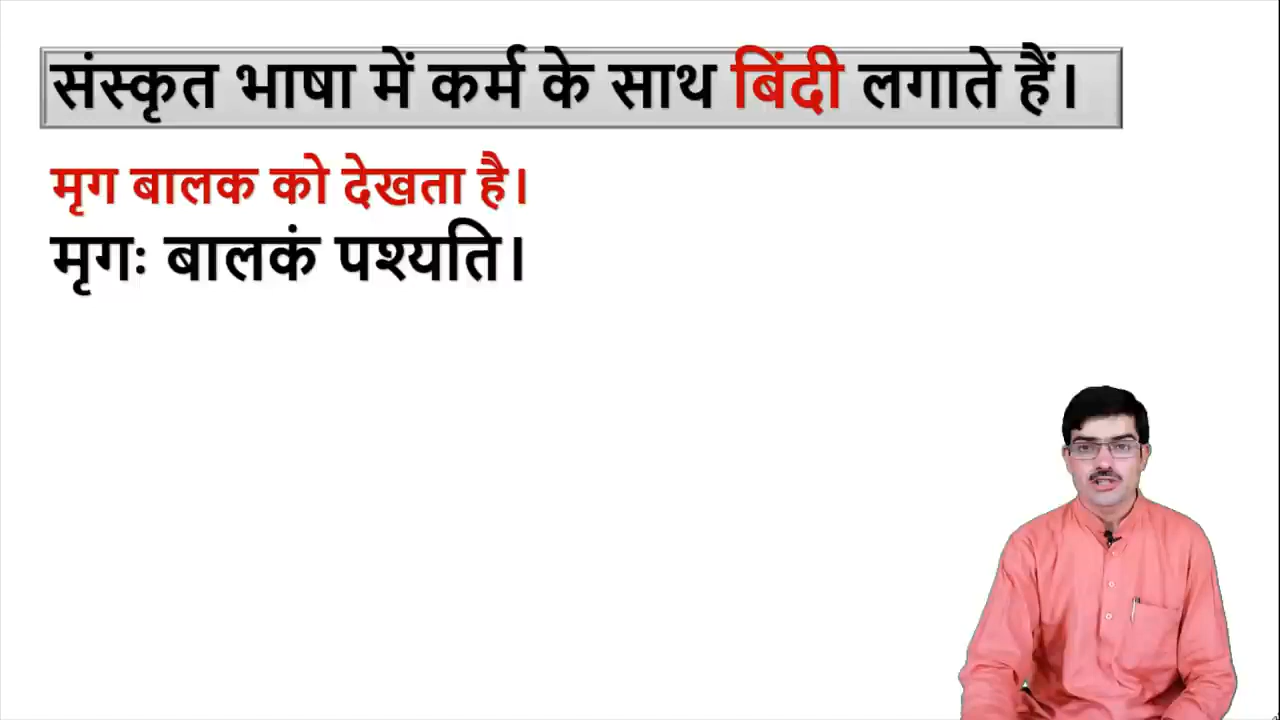 संस्कृत भाषा में कर्म के साथ बिंदी लगाते हैं।
मृग बालक को देखता है।
मृगः बालकं पश्यति।